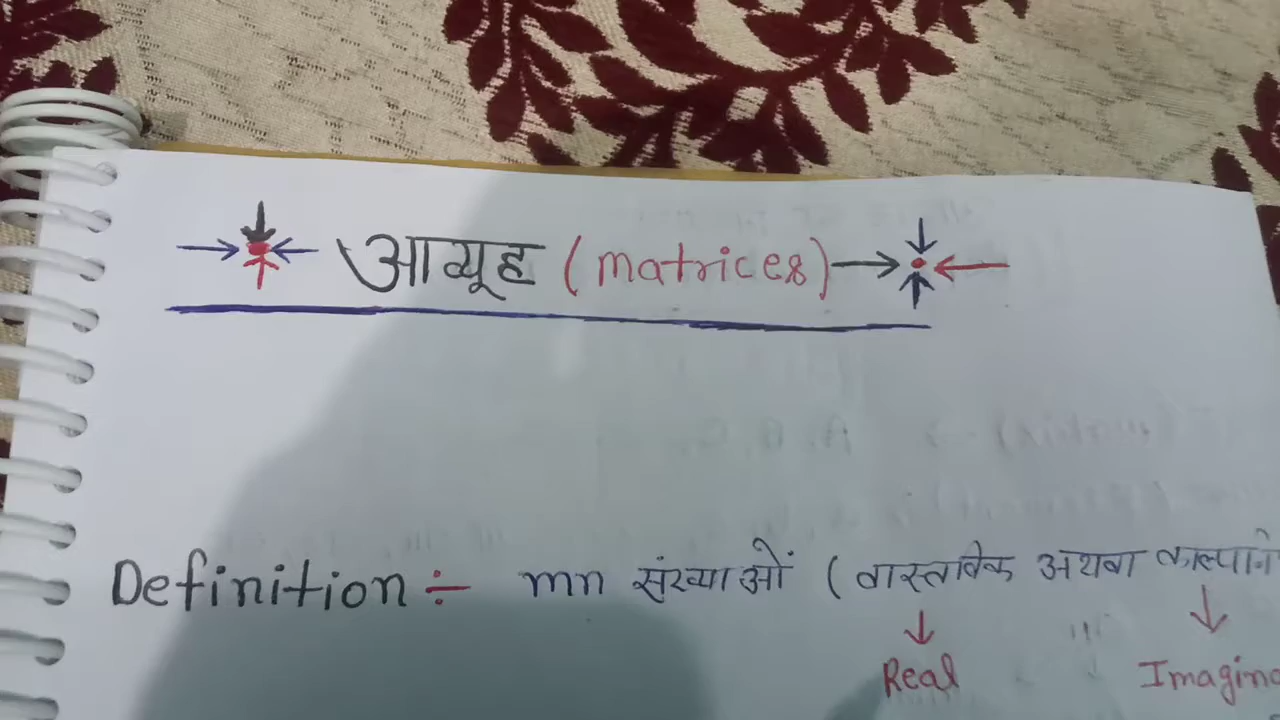 आव्यूह (matrices)
Definition ÷ mn संख्याओं ( वास्तविक अथवा
Real